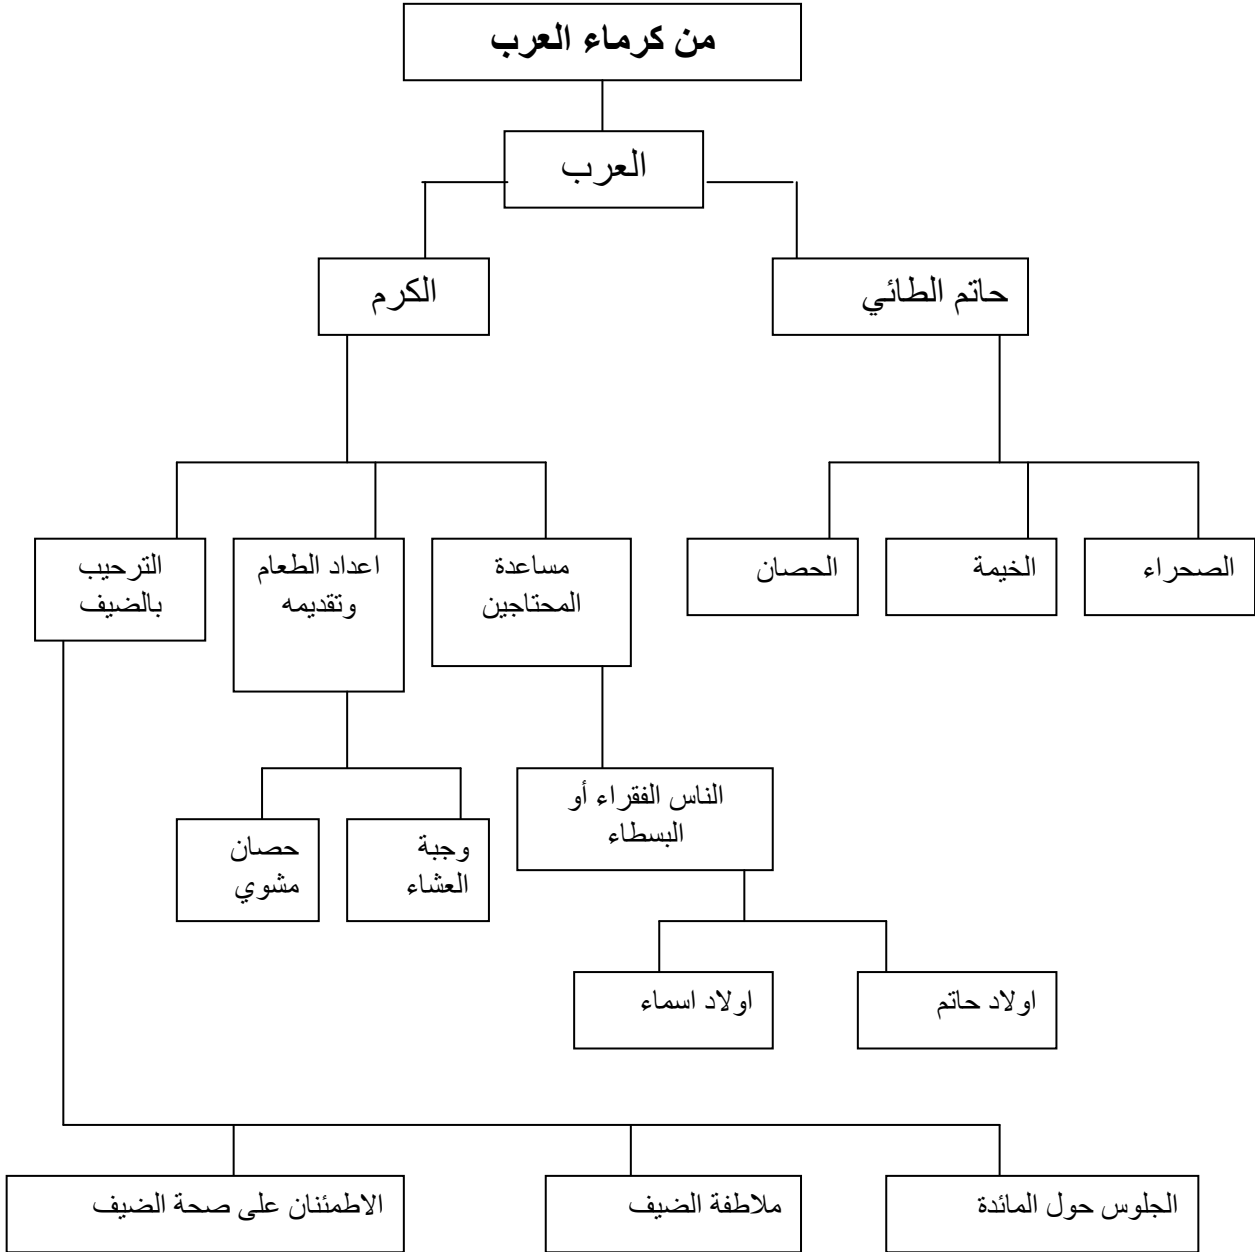 من كرماء العرب
العرب
حاتم الطائي
الكرم
الصحراء
الخيمة
الحصان
مساعدة
المحتاجين
اعداد الطعام
وتقديمه
الترحيب
بالضيف
الناس الفقراء أو
البسطاء
وجبة
العشاء
حصان
مشوي
اولاد حاتم
اولاد اسماء
الجلوس حول المائدة
ملاطفة الضيف
الاطمئنان على صحة الضيف